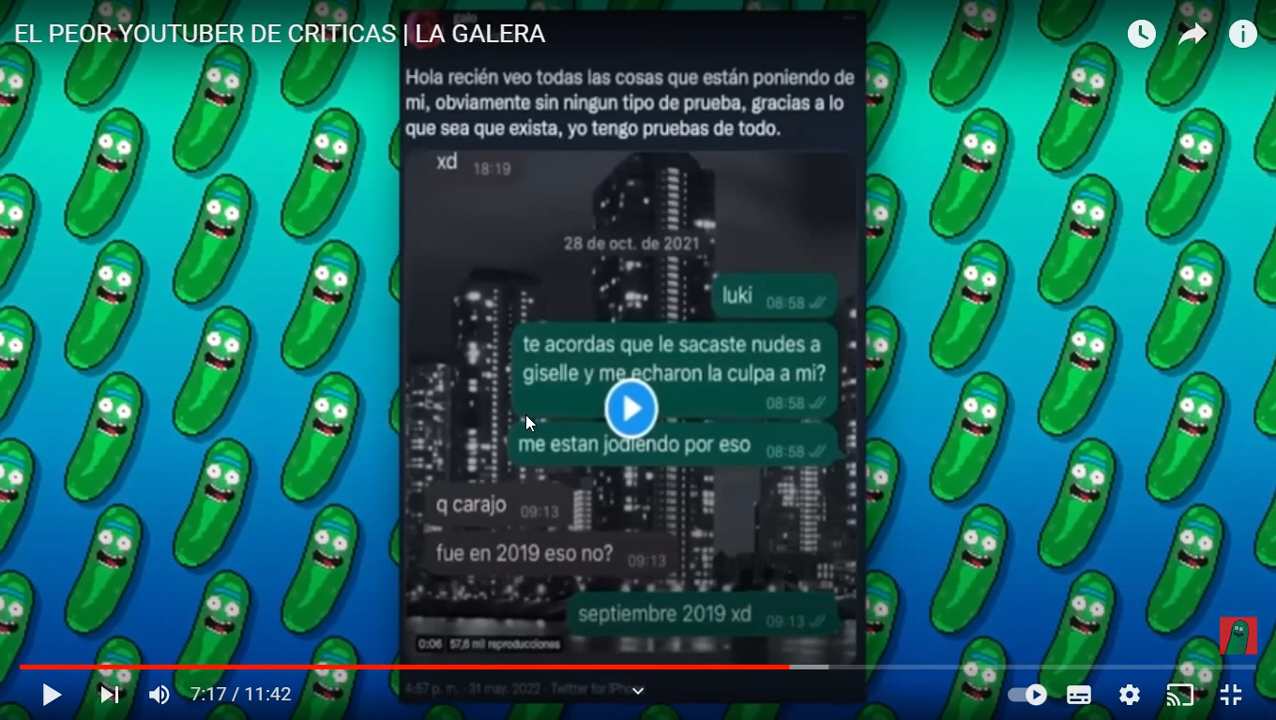 EL PEOR YOUTUBER DE CRITICAS | LA GALERA
galo
Hola recién veo todas las cosas que están poniendo de
mi, obviamente sin ningun tipo de prueba, gracias a lo
que sea que exista, yo tengo pruebas de todo.
xd 18:19
28 de oct. de 2021
luki 08:58
te acordas que le sacaste nudes a
giselle y me echaron la culpa a mi?
08:58
me estan jodiendo por eso 08:58
q carajo 09:13
fue en 2019 eso no? 09:13
septiembre 2019 xd 09:13
0:06 57,6 mil reproducciones
4:57 p. m. · 31 may. 2022 · Twitter for iPhone
7:17 / 11:42